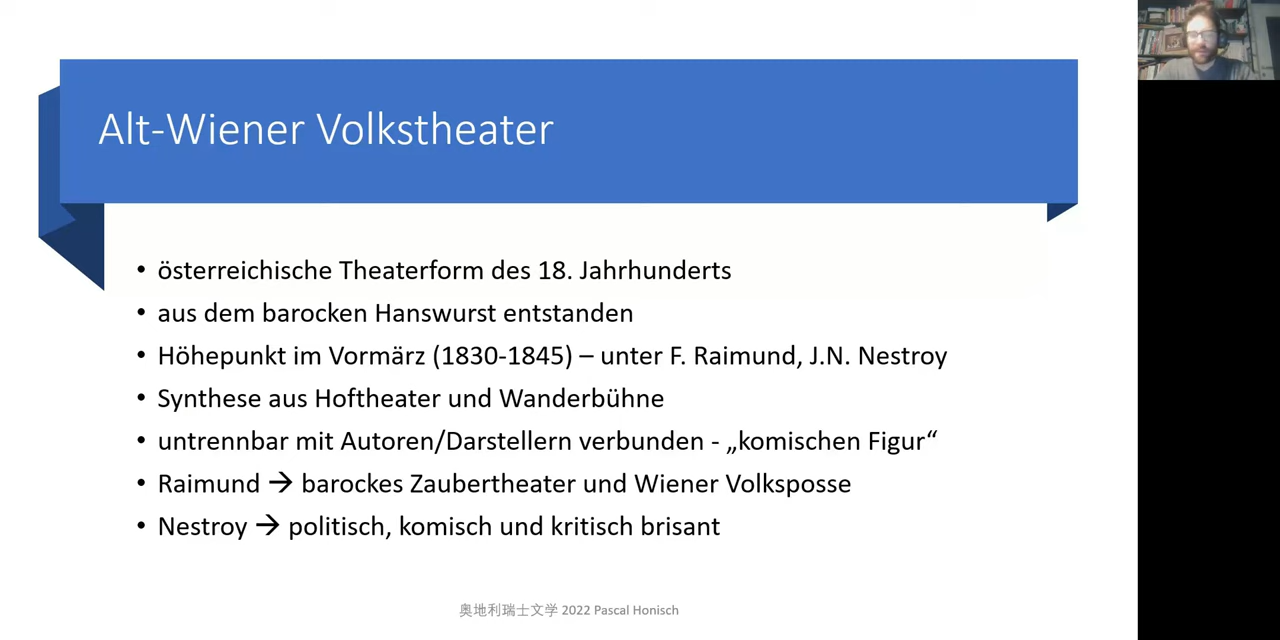 Alt-Wiener Volkstheater
• österreichische Theaterform des 18. Jahrhunderts
• aus dem barocken Hanswurst entstanden
• Höhepunkt im Vormärz (1830-1845) – unter F. Raimund, J.N. Nestroy
• Synthese aus Hoftheater und Wanderbühne
• untrennbar mit Autoren/Darstellern verbunden - „komischen Figur“
• Raimund → barockes Zaubertheater und Wiener Volksposse
• Nestroy → politisch, komisch und kritisch brisant
奥地利瑞士文学 2022 Pascal Honisch